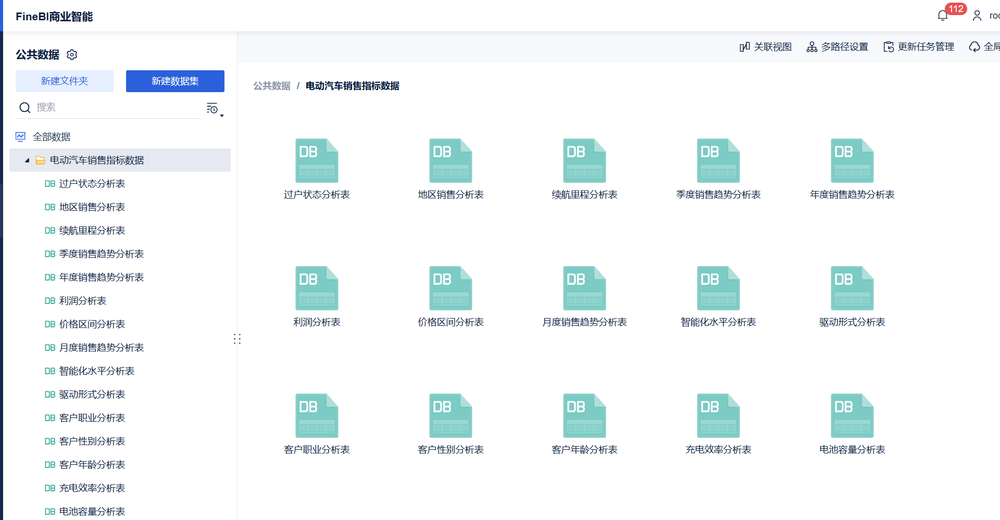 FineBI商业智能
112
公共数据
新建文件夹
新建数据集
搜索
全部数据
电动汽车销售指标数据
DB 过户状态分析表
DB 地区销售分析表
DB 续航里程分析表
DB 季度销售趋势分析表
DB 年度销售趋势分析表
DB 利润分析表
DB 价格区间分析表
DB 月度销售趋势分析表
DB 智能化水平分析表
DB 驱动形式分析表
DB 客户职业分析表
DB 客户性别分析表
DB 客户年龄分析表
DB 充电效率分析表
DB 电池容量分析表
关联视图
多路径设置
更新任务管理
全局
公共数据 / 电动汽车销售指标数据
DB DB DB DB DB
过户状态分析表 地区销售分析表 续航里程分析表 季度销售趋势分析表 年度销售趋势分析表
DB DB DB DB DB
利润分析表 价格区间分析表 月度销售趋势分析表 智能化水平分析表 驱动形式分析表
DB DB DB DB DB
客户职业分析表 客户性别分析表 客户年龄分析表 充电效率分析表 电池容量分析表